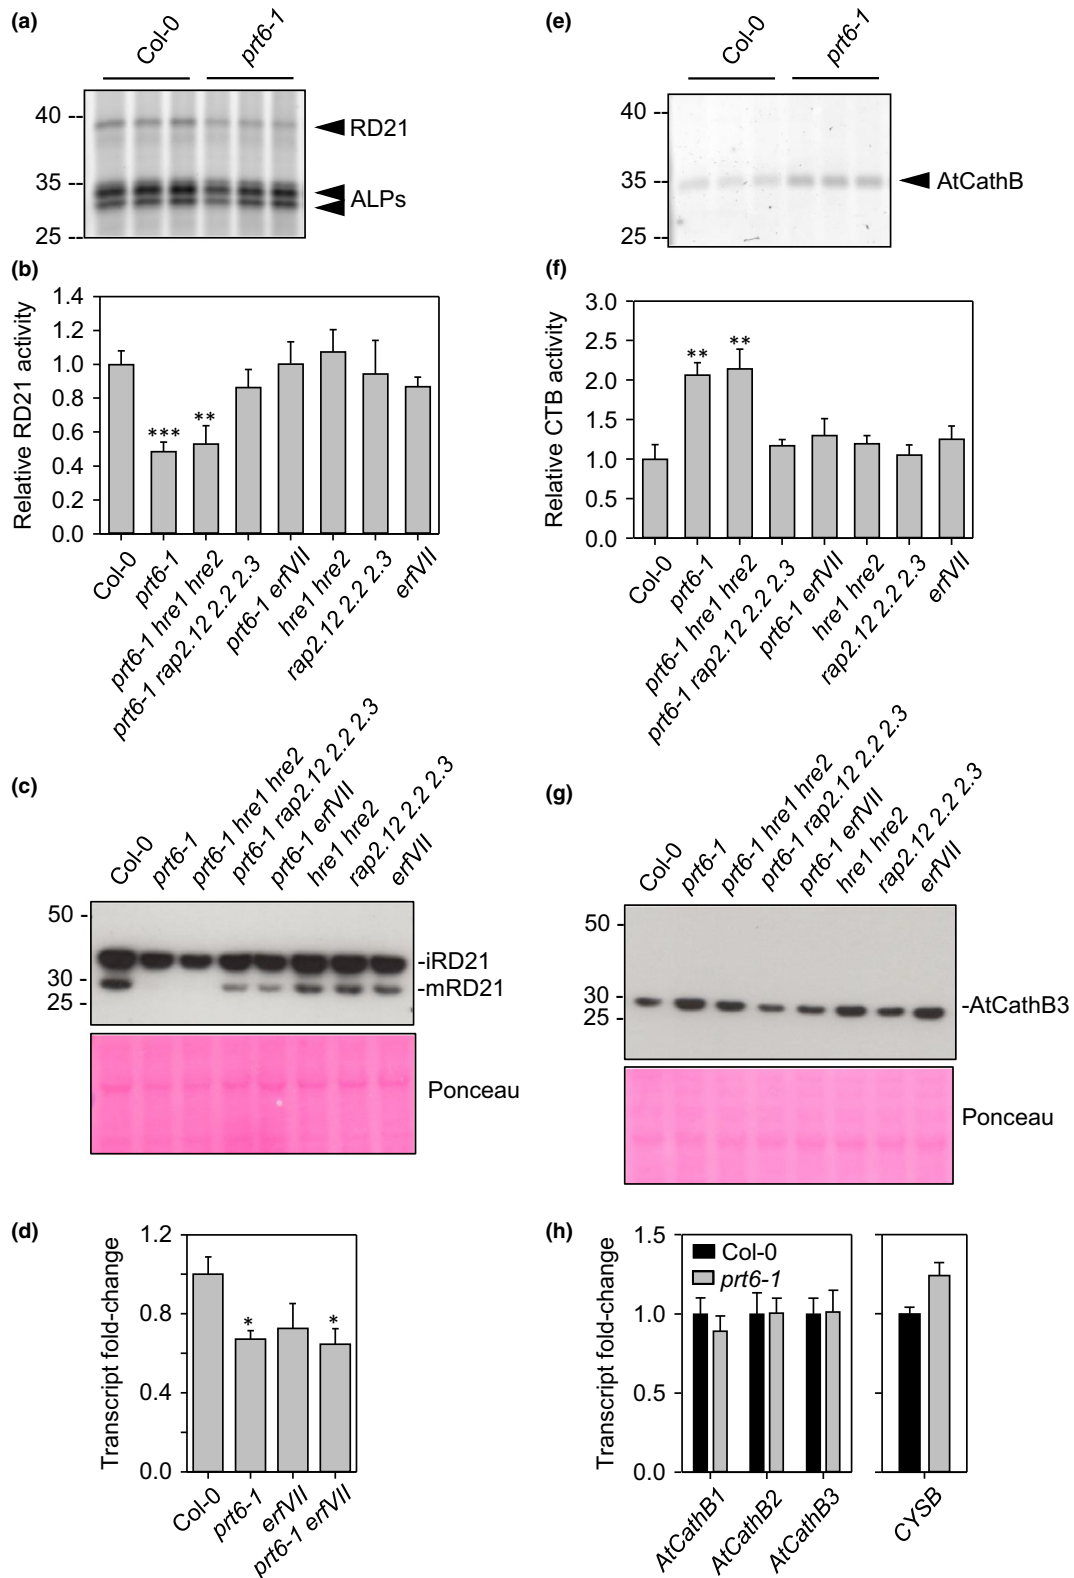 (a)
Col-0 prt6-1
40
35
25
RD21
ALPs
(b)
Relative RD21 activity
1.4
1.2
1.0
0.8
0.6
0.4
0.2
0.0
*** **
Col-0
prt6-1
prt6-1 hre1 hre2
prt6-1 rap2.12 2.2 2.3
prt6-1 erfVII
hre1 hre2
rap2.12 2.2 2.3
erfVII
(c)
Col-0
prt6-1
prt6-1 hre1 hre2
prt6-1 rap2.12 2.2 2.3
prt6-1 erfVII
hre1 hre2
rap2.12 2.2 2.3
erfVII
50 -
30 -
25 -
-iRD21
-mRD21
Ponceau
(d)
Transcript fold-change
1.2
0.8
0.4
0.0
* *
Col-0
prt6-1
erfVII
prt6-1 erfVII
(e)
Col-0 prt6-1
40
35
25
AtCathB
(f)
Relative CTB activity
3.0
2.5
2.0
1.5
1.0
0.5
0.0
** **
Col-0
prt6-1
prt6-1 hre1 hre2
prt6-1 rap2.12 2.2 2.3
prt6-1 erfVII
hre1 hre2
rap2.12 2.2 2.3
erfVII
(g)
Col-0
prt6-1
prt6-1 hre1 hre2
prt6-1 rap2.12 2.2 2.3
prt6-1 erfVII
hre1 hre2
rap2.12 2.2 2.3
erfVII
50 -
30 -
25 -
-AtCathB3
Ponceau
(h)
Transcript fold-change
1.5
1.0
0.5
0.0
Col-0
prt6-1
AtCathB1
AtCathB2
AtCathB3
CYSB